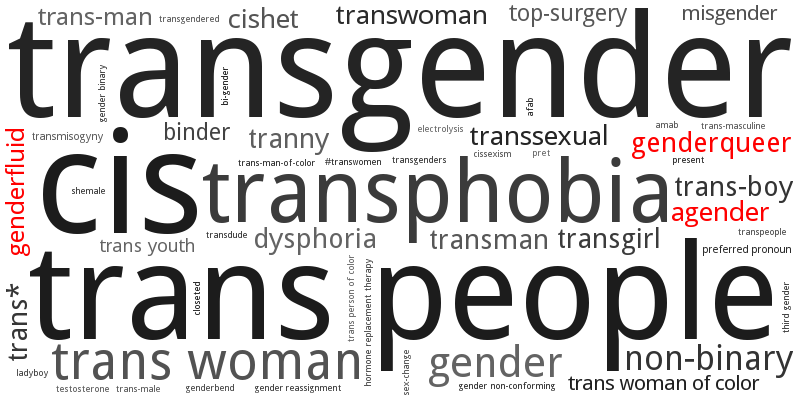 trans-man
transgendered
cishet
transwoman
top-surgery
misgender
transgender
gender binary
bi-gender
afab
transmisogyny
binder
tranny
electrolysis
transsexual
amab
trans-masculine
genderqueer
genderfluid
cis
shemale
trans-man-of-color
#transwomen
transgenders
cissexism
pret
present
transphobia
trans-boy
agender
transpeople
trans youth
transdude
dysphoria
transman
transgirl
preferred pronoun
trans people
closeted
trans person of color
hormone replacement therapy
third gender
trans*
ladyboy
trans woman
sex-change
gender
non-binary
testosterone
trans-male
genderbend
gender reassignment
gender non-conforming
trans woman of color